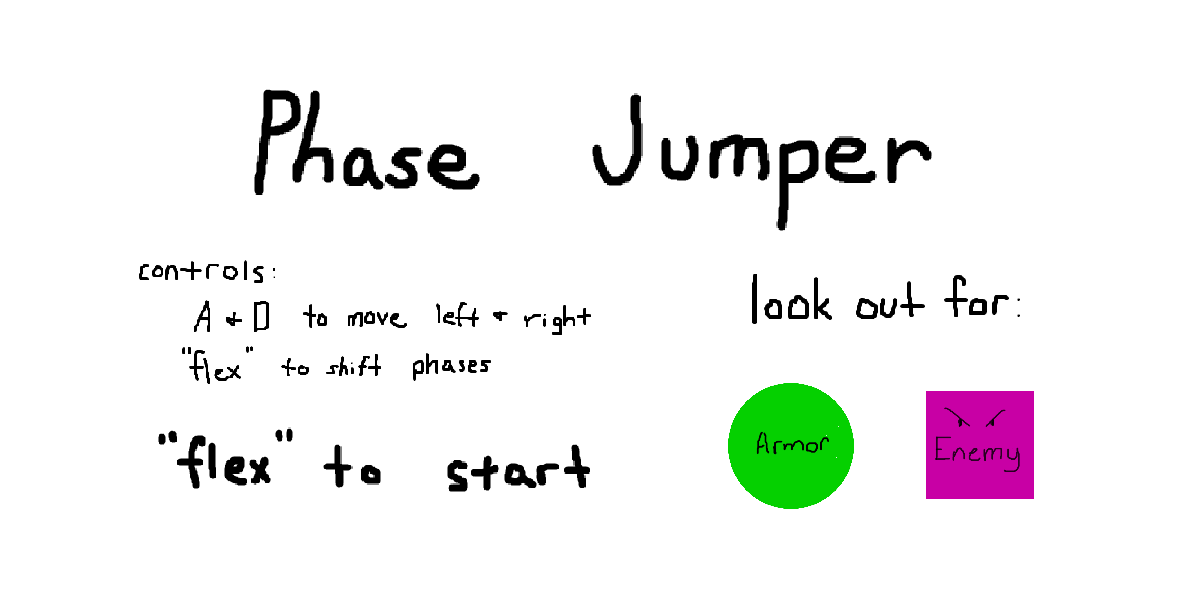 Phase Jumper
controls:
A + D to move left + right
"flex" to shift phases
"flex" to start
look out for:
Armor
Enemy